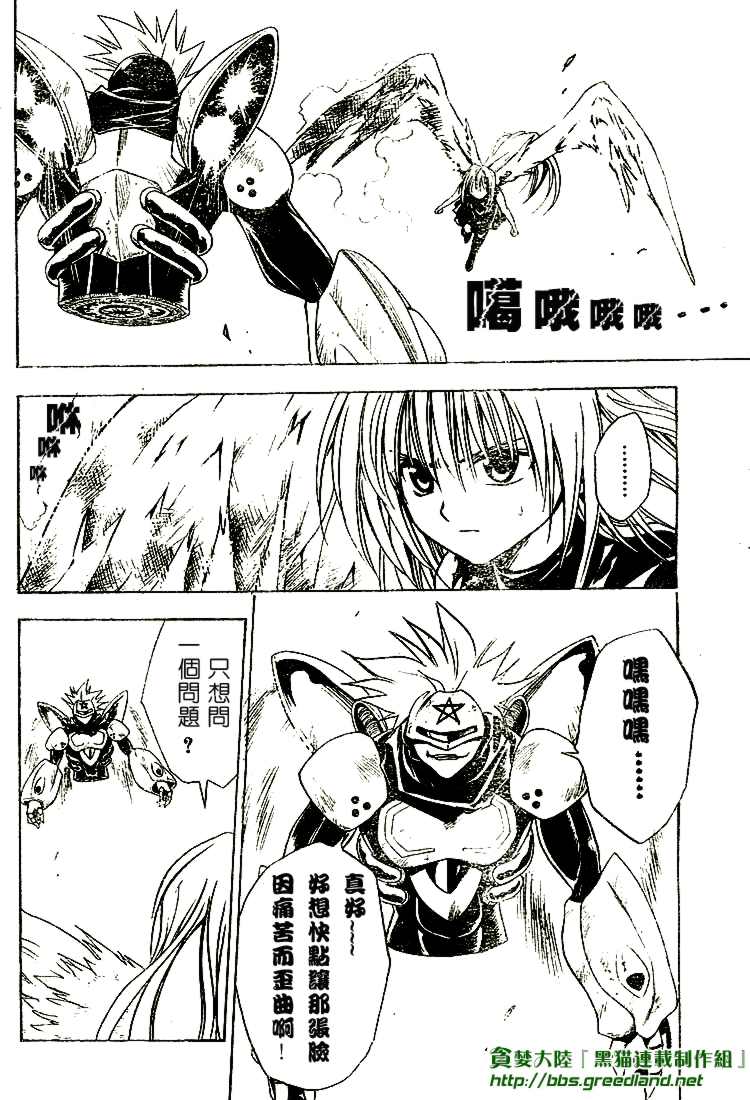 噶哦哦哦····
咻
咻
咻
………
嘿嘿嘿……
真好~~
好想快點讓那張臉
因痛苦而歪曲啊！
只想問
一個問題？
貪婪大陸「黑猫連載制作組」
http://bbs.greedland.net